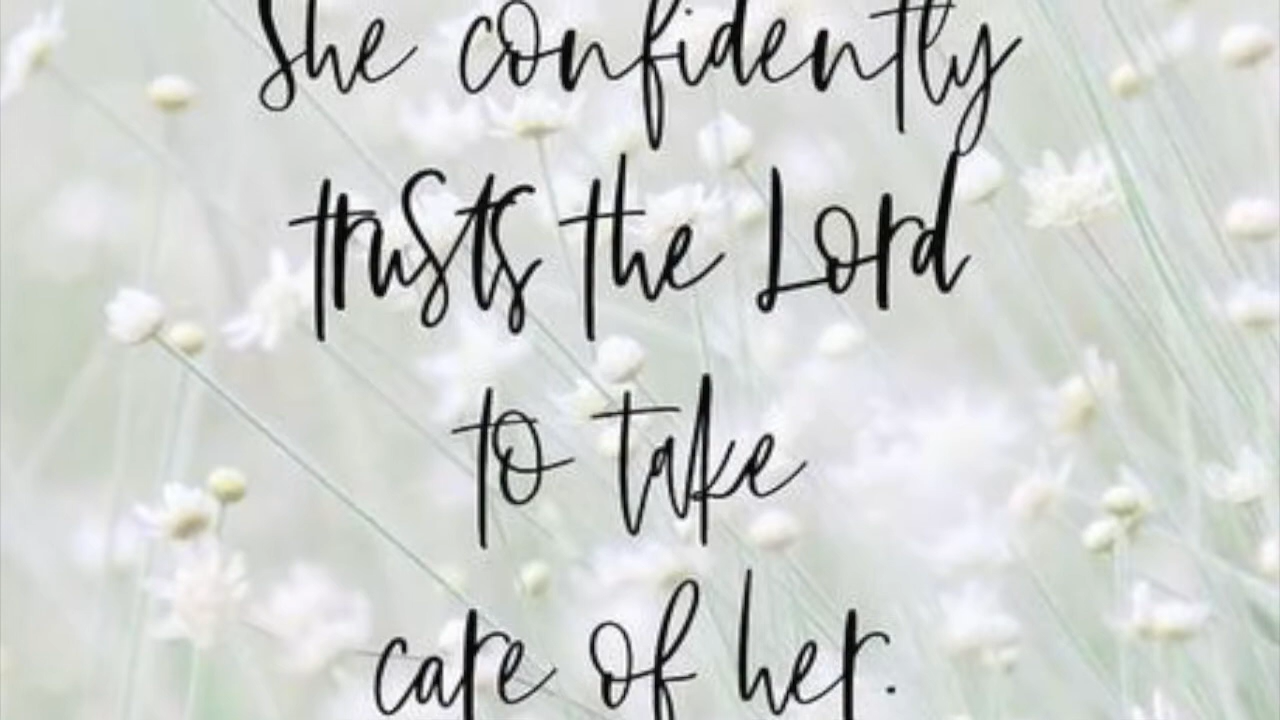 She confidently
trusts the Lord
to take
care of her.